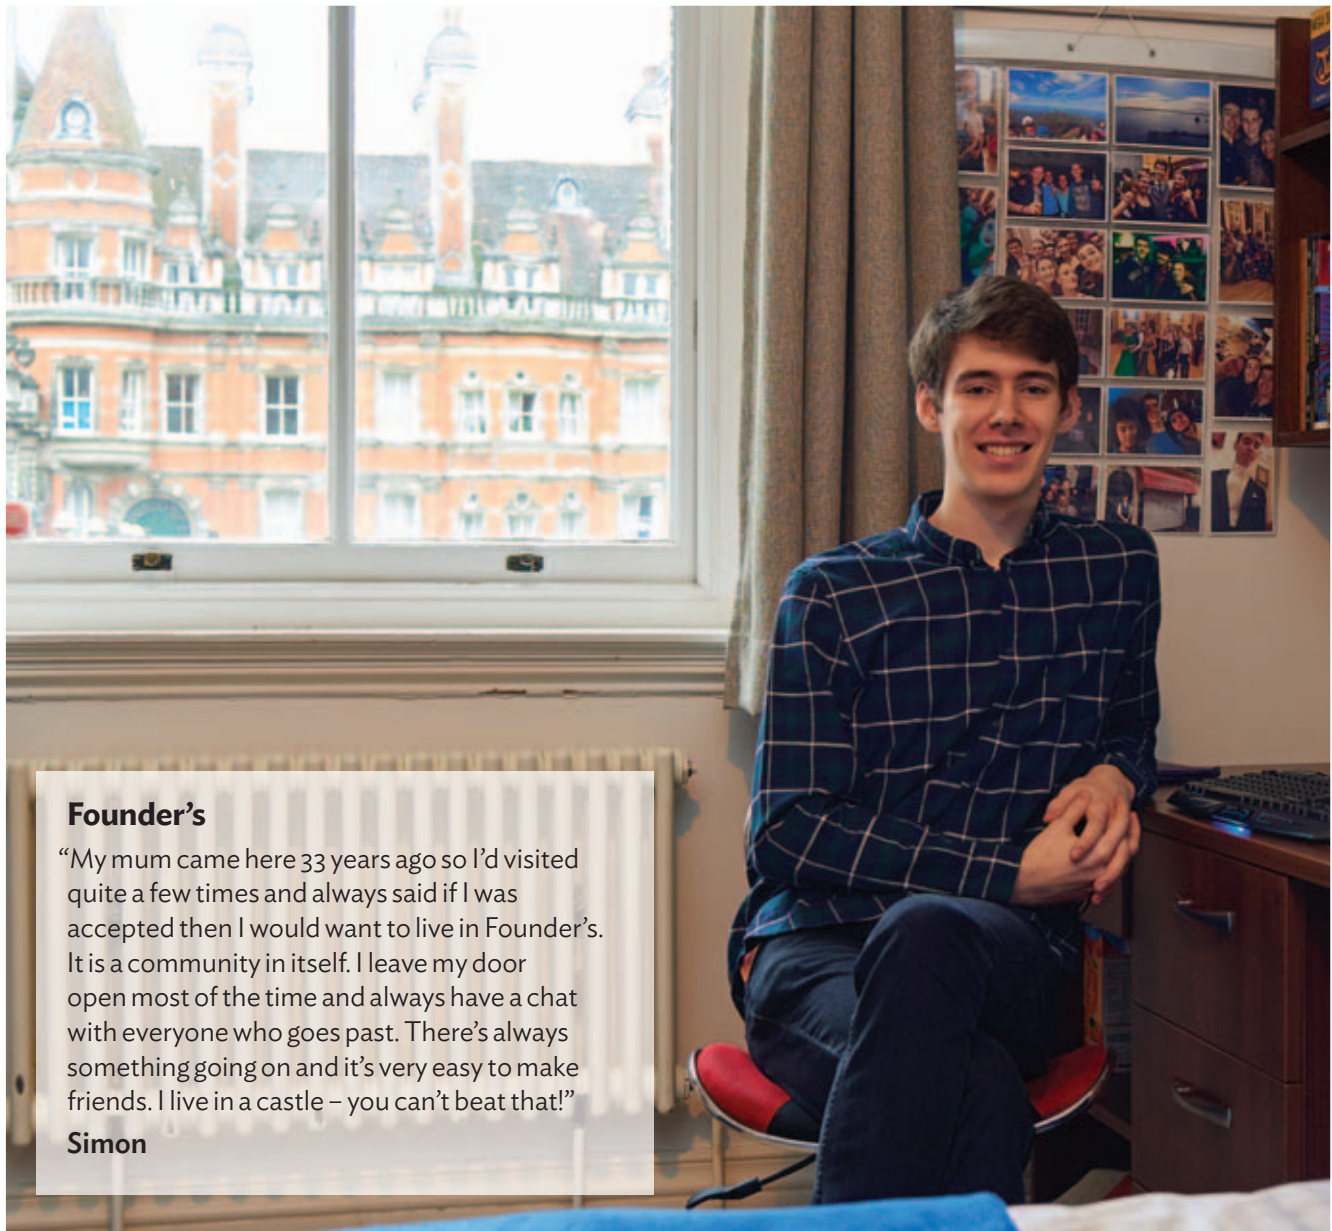 Founder’s
“My mum came here 33 years ago so I’d visited
quite a few times and always said if I was
accepted then I would want to live in Founder’s.
It is a community in itself. I leave my door
open most of the time and always have a chat
with everyone who goes past. There’s always
something going on and it’s very easy to make
friends. I live in a castle – you can’t beat that!”
Simon